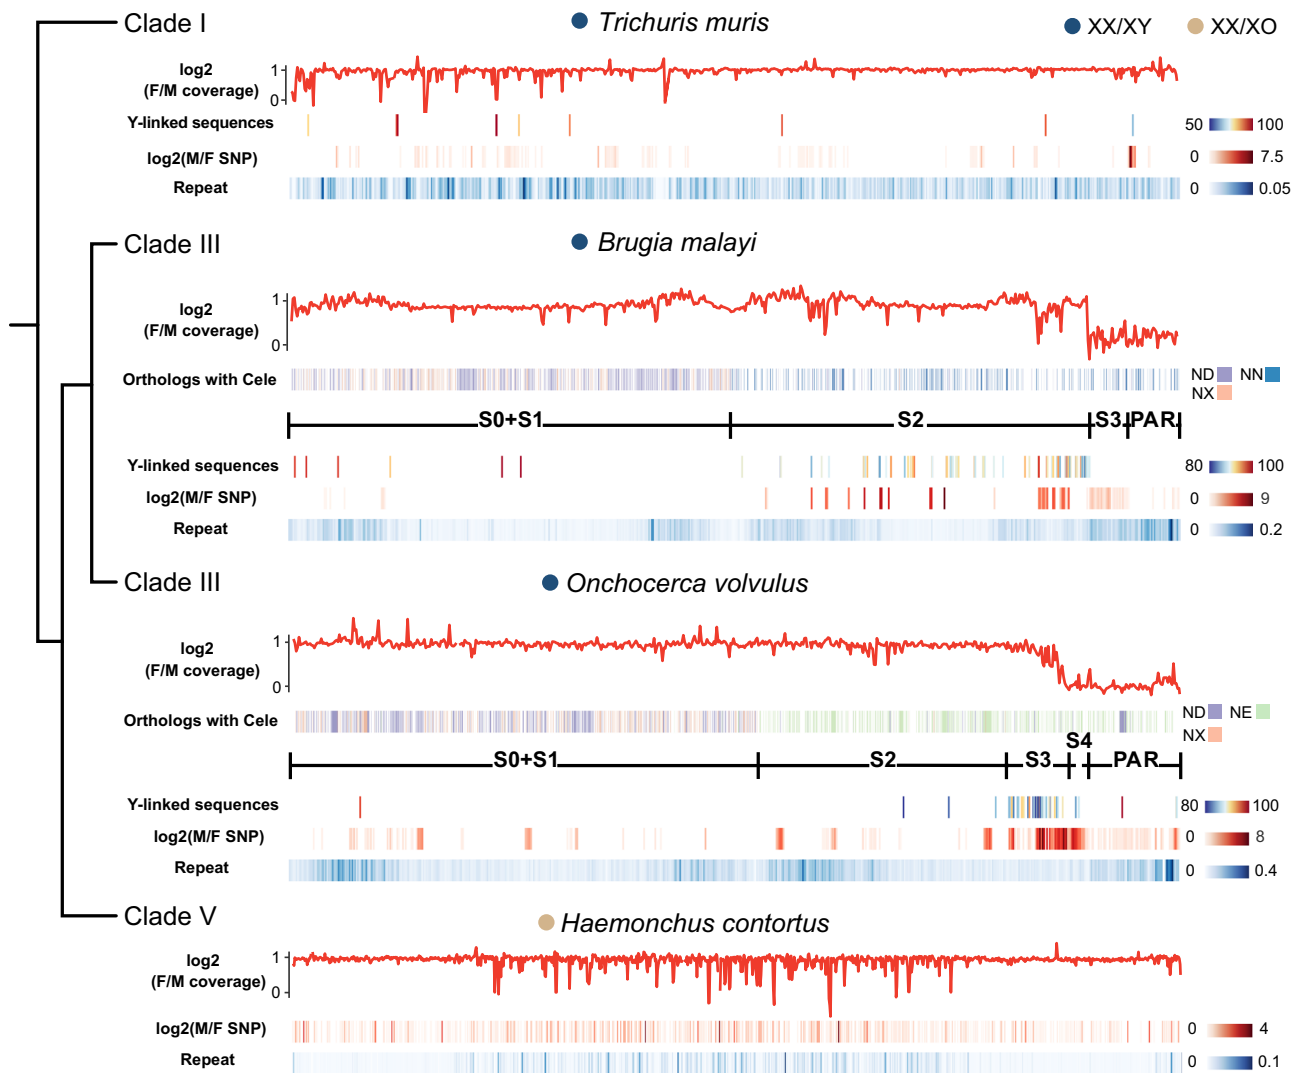 Clade I
Trichuris muris
XX/XY
XX/XO
log2
(F/M coverage)
1
0
Y-linked sequences
50 100
log2(M/F SNP)
0 7.5
Repeat
0 0.05
Clade III
Brugia malayi
log2
(F/M coverage)
1
0
Orthologs with Cele
ND NN
NX
S0+S1 S2 S3 PAR
Y-linked sequences
80 100
log2(M/F SNP)
0 9
Repeat
0 0.2
Clade III
Onchocerca volvulus
log2
(F/M coverage)
1
0
Orthologs with Cele
ND NE
NX
S0+S1 S2 S3 S4 PAR
Y-linked sequences
80 100
log2(M/F SNP)
0 8
Repeat
0 0.4
Clade V
Haemonchus contortus
log2
(F/M coverage)
1
0
log2(M/F SNP)
0 4
Repeat
0 0.1